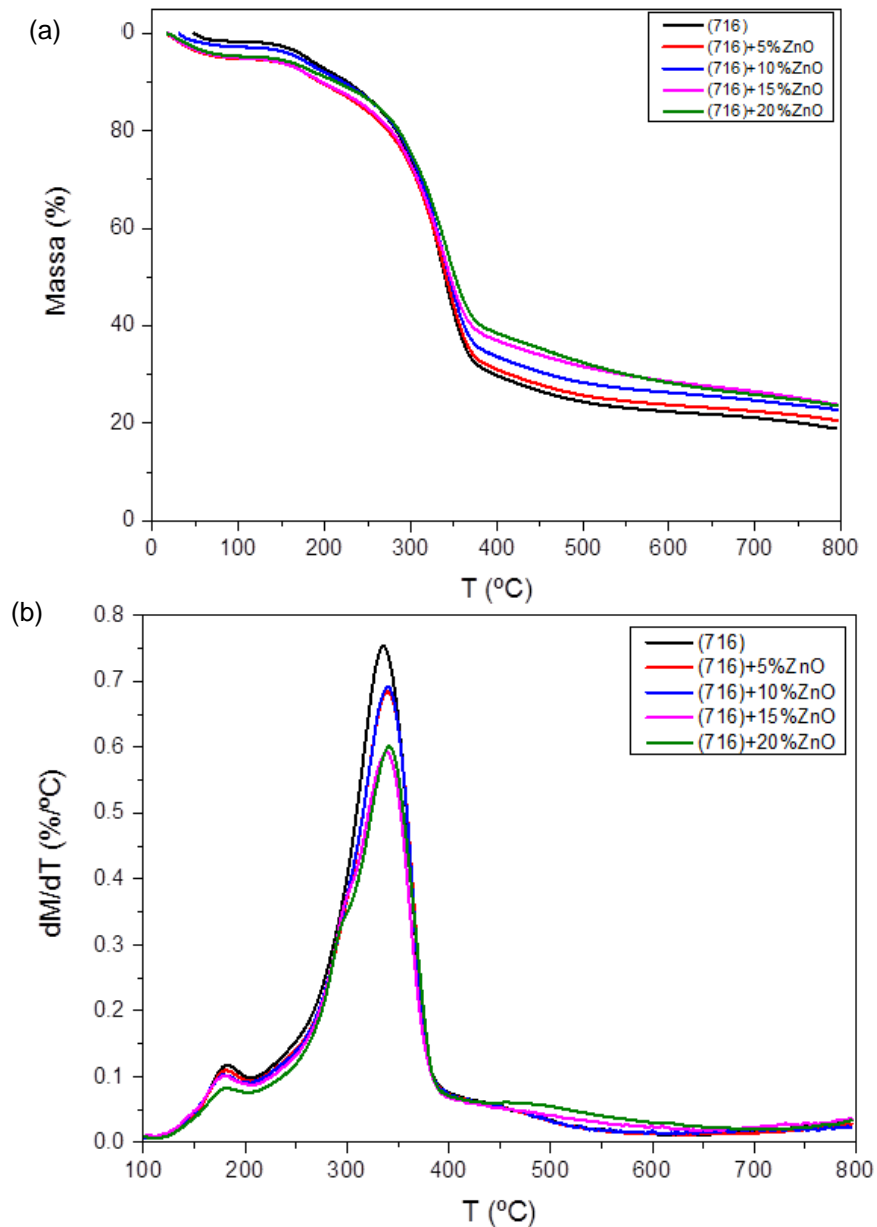 (a)
(716)
(716)+5%ZnO
(716)+10%ZnO
(716)+15%ZnO
(716)+20%ZnO
0
80
60
40
20
0
Massa (%)
0 100 200 300 400 500 600 700 800
T (ºC)
(b)
(716)
(716)+5%ZnO
(716)+10%ZnO
(716)+15%ZnO
(716)+20%ZnO
0.8
0.7
0.6
0.5
0.4
0.3
0.2
0.1
0.0
dM/dT (%/ºC)
100 200 300 400 500 600 700 800
T (ºC)